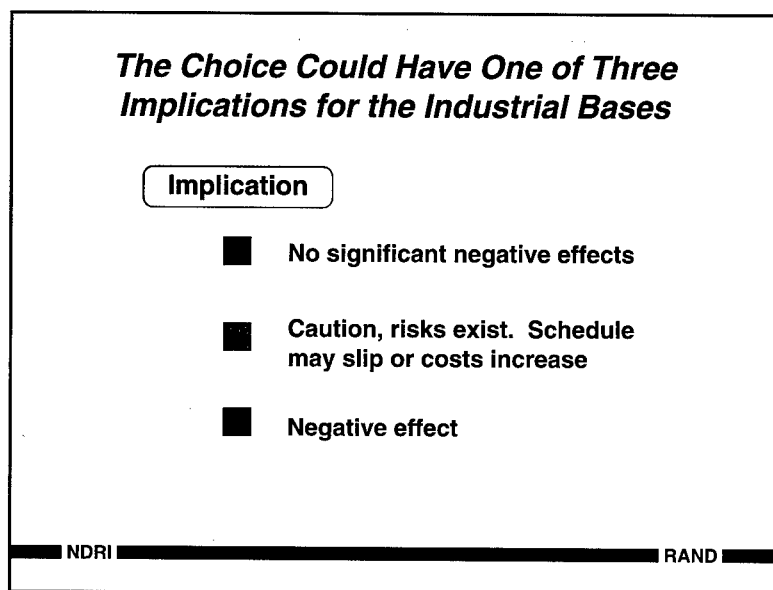 The Choice Could Have One of Three
Implications for the Industrial Bases
Implication
No significant negative effects
Caution, risks exist. Schedule
may slip or costs increase
Negative effect
NDRI
RAND